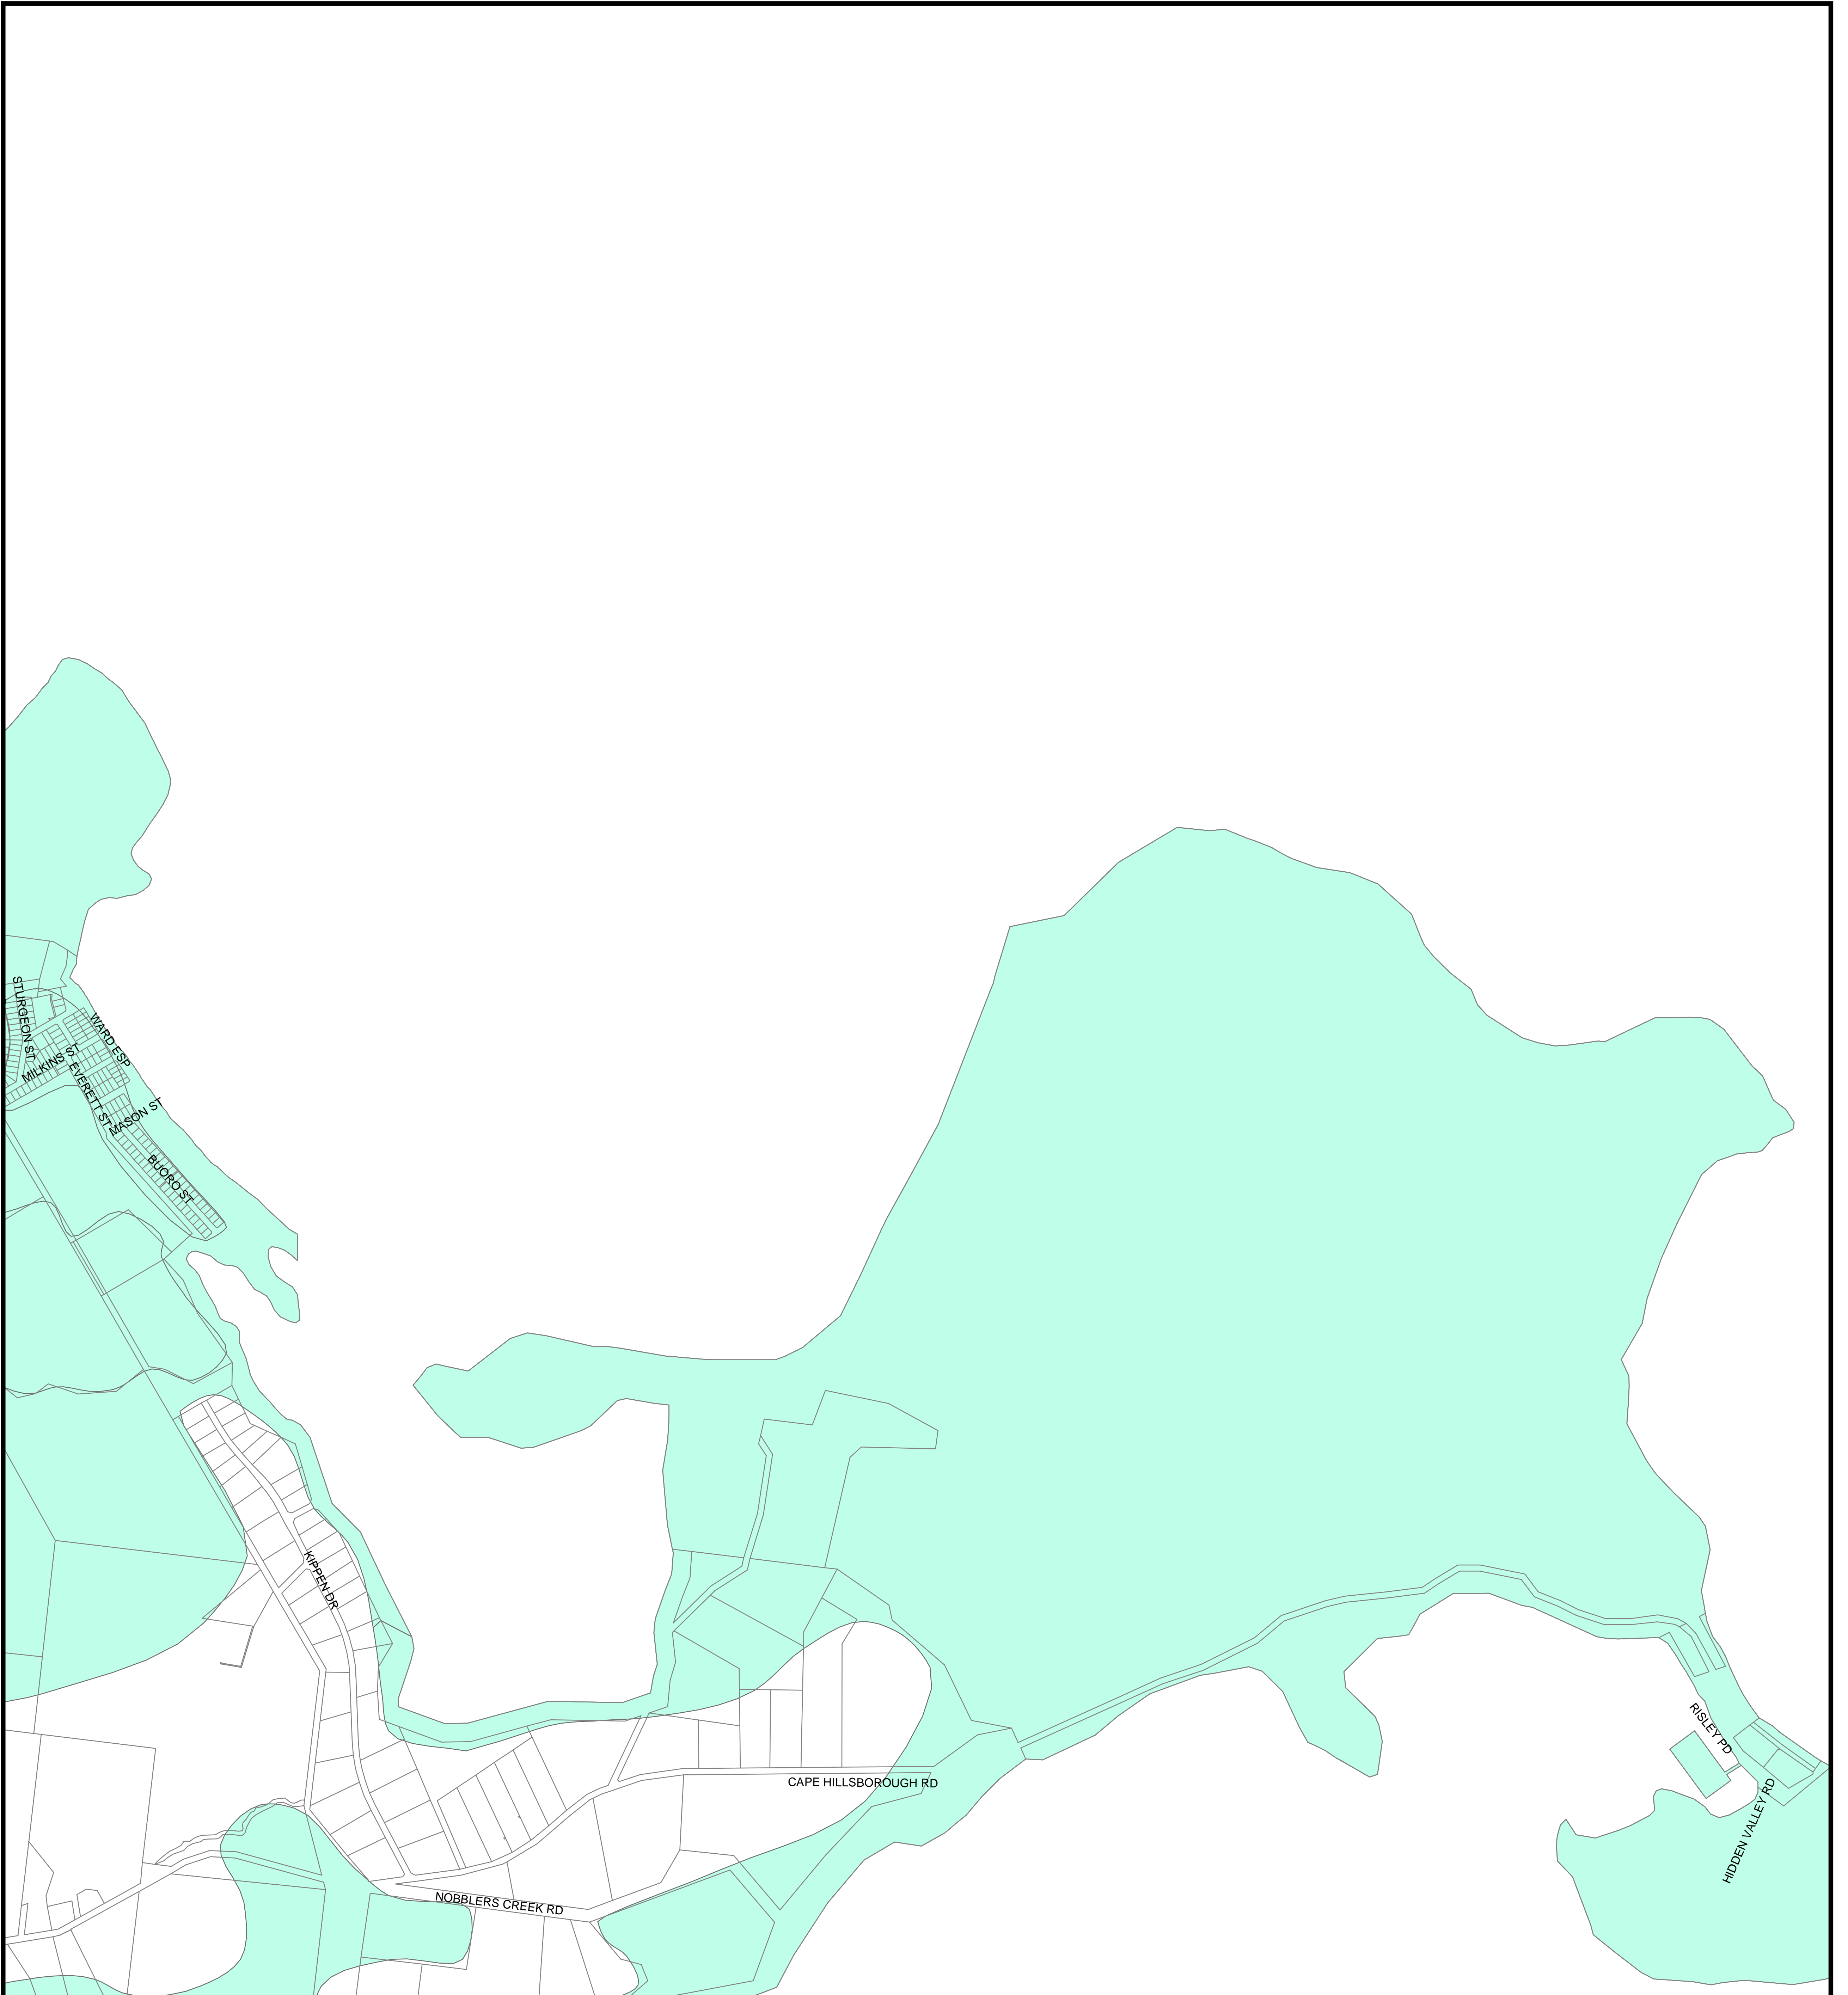 STURGEON ST
WARD ESP
MILKINS ST
EVERETT ST
MASON ST
BUORO ST
KIPPEN DR
RISLEY PD
CAPE HILLSBOROUGH RD
HIDDEN VALLEY RD
NOBBLERS CREEK RD